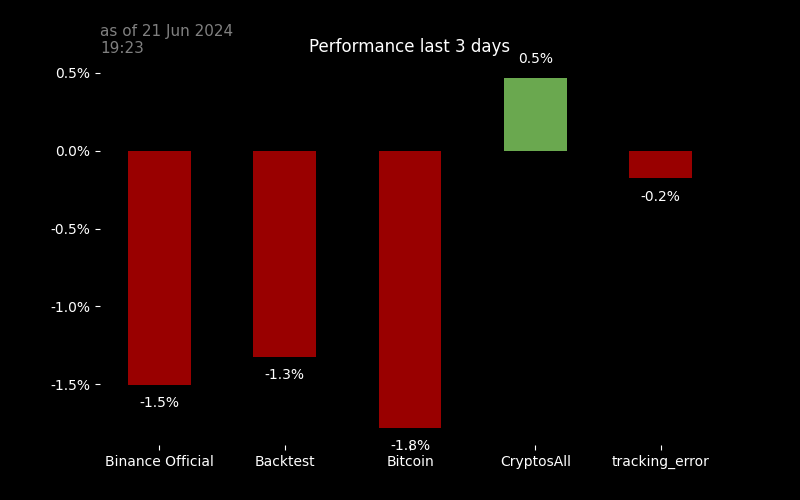 as of 21 Jun 2024
19:23
Performance last 3 days
0.5%
0.5%
0.0%
-0.5%
-1.0%
-1.5%
-0.2%
-1.3%
-1.5%
-1.8%
Binance Official
Backtest
Bitcoin
CryptosAll
tracking_error